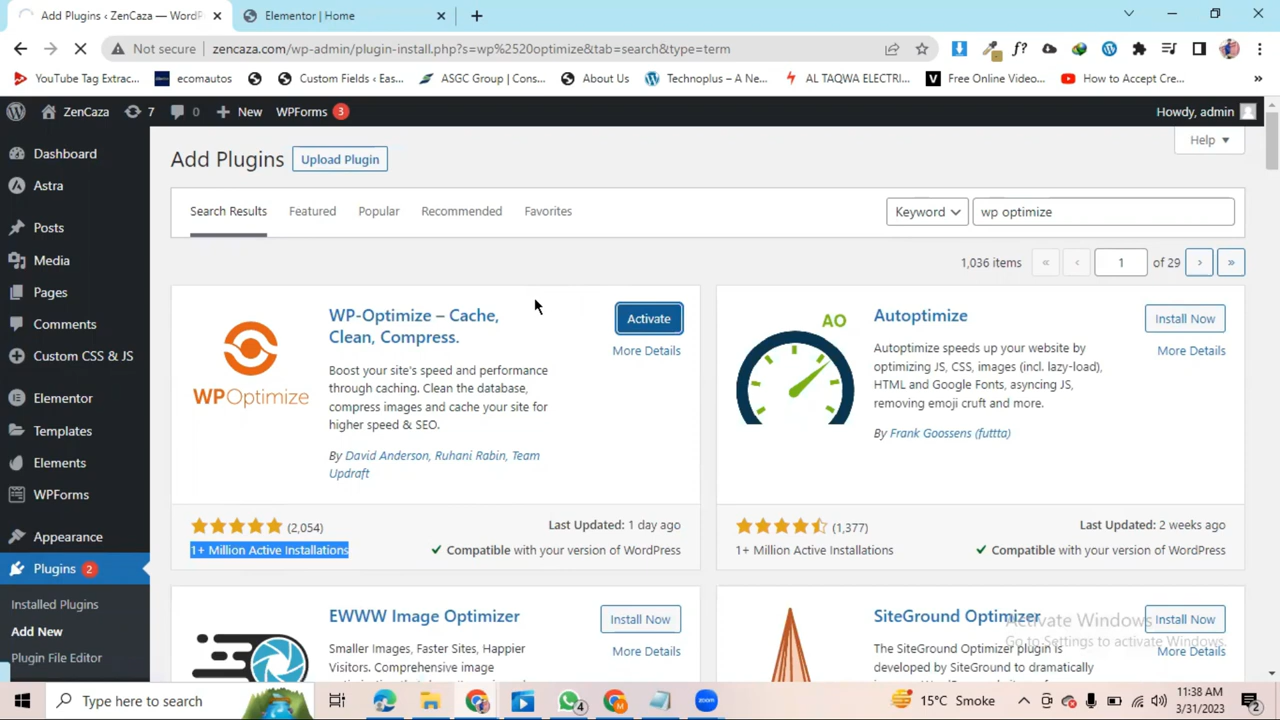 Add Plugins ‹ ZenCaza — WordPr
Elementor | Home
Not secure
zencaza.com/wp-admin/plugin-install.php?s=wp%2520optimize&tab=search&type=term
YouTube Tag Extrac...
ecomautos
Custom Fields ‹ Eas...
ASGC Group | Cons...
About Us
Technoplus – A Ne...
AL TAQWA ELECTRI...
Free Online Video...
How to Accept Cre...
ZenCaza
7
0
New
WPForms 3
Howdy, admin
Dashboard
Astra
Posts
Media
Pages
Comments
Custom CSS & JS
Elementor
Templates
Elements
WPForms
Appearance
Plugins 2
Installed Plugins
Add New
Plugin File Editor
Add Plugins
Upload Plugin
Help
Search Results
Featured
Popular
Recommended
Favorites
Keyword
wp optimize
1,036 items
«
‹
1
of 29
›
»
WP-Optimize – Cache,
Clean, Compress.
Activate
More Details
Boost your site's speed and performance
through caching. Clean the database,
compress images and cache your site for
higher speed & SEO.
By David Anderson, Ruhani Rabin, Team
Updraft
WPOptimize
(2,054)
Last Updated: 1 day ago
1+ Million Active Installations
Compatible with your version of WordPress
AO
Autoptimize
Install Now
More Details
Autoptimize speeds up your website by
optimizing JS, CSS, images (incl. lazy-load),
HTML and Google Fonts, asyncing JS,
removing emoji cruft and more.
By Frank Goossens (futtta)
(1,377)
Last Updated: 2 weeks ago
1+ Million Active Installations
Compatible with your version of WordPress
EWWW Image Optimizer
Install Now
More Details
Smaller Images, Faster Sites, Happier
Visitors. Comprehensive image
SiteGround Optimizer
Install Now
More Details
The SiteGround Optimizer plugin is
developed by SiteGround to dramatically
Activate Windows
Go to Settings to activate Windows.
Type here to search
4
zoom
15°C Smoke
11:38 AM
3/31/2023
2